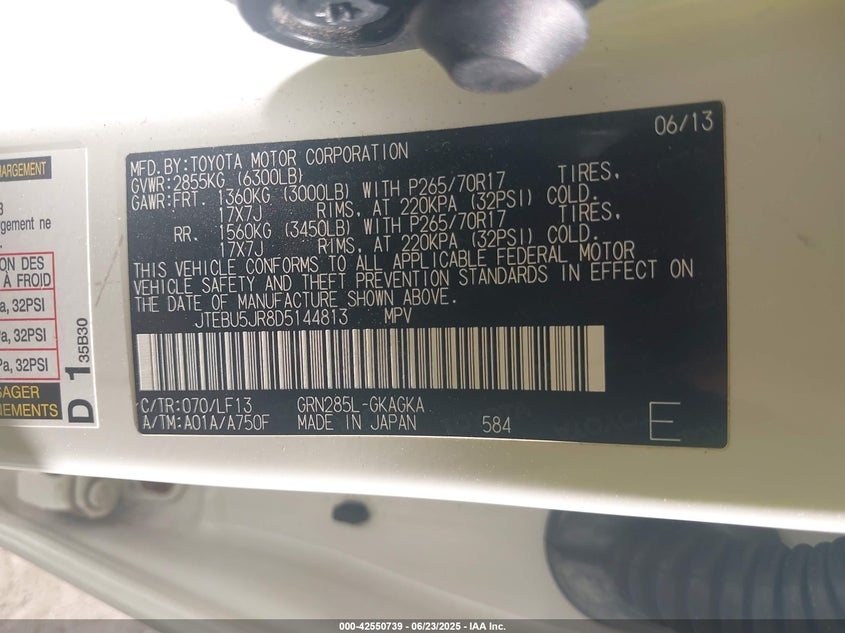 06/13
MFD.BY:TOYOTA MOTOR CORPORATION
GVWR:2855KG (6300LB)
GAWR:FRT. 1360KG (3000LB) WITH P265/70R17 TIRES,
17X7J RIMS, AT 220KPA (32PSI) COLD.
RR. 1560KG (3450LB) WITH P265/70R17 TIRES,
17X7J RIMS, AT 220KPA (32PSI) COLD.
THIS VEHICLE CONFORMS TO ALL APPLICABLE FEDERAL MOTOR
VEHICLE SAFETY AND THEFT PREVENTION STANDARDS IN EFFECT ON
THE DATE OF MANUFACTURE SHOWN ABOVE.
JTEBU5JR8D5144813 MPV
C/TR:070/LF13 GRN285L-GKAGKA
A/TM:A01A/A750F MADE IN JAPAN 584 E
HARGEMENT
3
argement ne
ON DES
À FROID
a, 32PSI
Pa, 32PSI
Pa, 32PSI
SAGER
NEMENTS
D 1 35B30
000-42550739 - 06/23/2025 - IAA Inc.